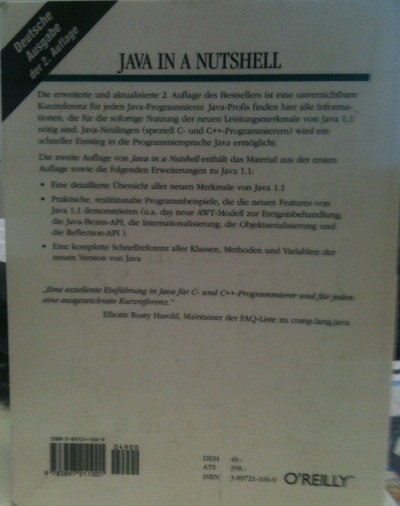 Deutsche
Ausgabe
der 2. Auflage
JAVA IN A NUTSHELL
Die erweiterte und aktualisierte 2. Auflage des Bestsellers ist eine unverzichtbare
Kurzreferenz für jeden Java-Programmierer. Java-Profis finden hier alle Informa-
tionen, die für die sofortige Nutzung der neuen Leistungsmerkmale von Java 1.1
nötig sind. Java-Neulingen (speziell C- und C++-Programmierern) wird ein
schneller Einstieg in die Programmiersprache Java ermöglicht.
Die zweite Auflage von Java in a Nutshell enthält das Material aus der ersten
Auflage sowie die folgenden Erweiterungen zu Java 1.1:
• Eine detaillierte Übersicht aller neuen Merkmale von Java 1.1
• Praktische, realitätsnahe Programmbeispiele, die die neuen Features von
Java 1.1 demonstrieren (u.a. das neue AWT-Modell zur Ereignisbehandlung,
die Java-Beans-API, die Internationalisierung, die Objektserialisierung und
die Reflection-API )
• Eine komplette Schnellreferenz aller Klassen, Methoden und Variablen der
neuen Version von Java
„Eine exzellente Einführung in Java für C- und C++-Programmierer und für jeden
eine ausgezeichnete Kurzreferenz."
Elliotte Rusty Harold, Maintainer der FAQ-Liste zu comp.lang.java.
ISBN 3-89721-100-9
04900
9 783897 211001
DEM 49.-
ATS 358.-
ISBN 3-89721-100-9
O'REILLY